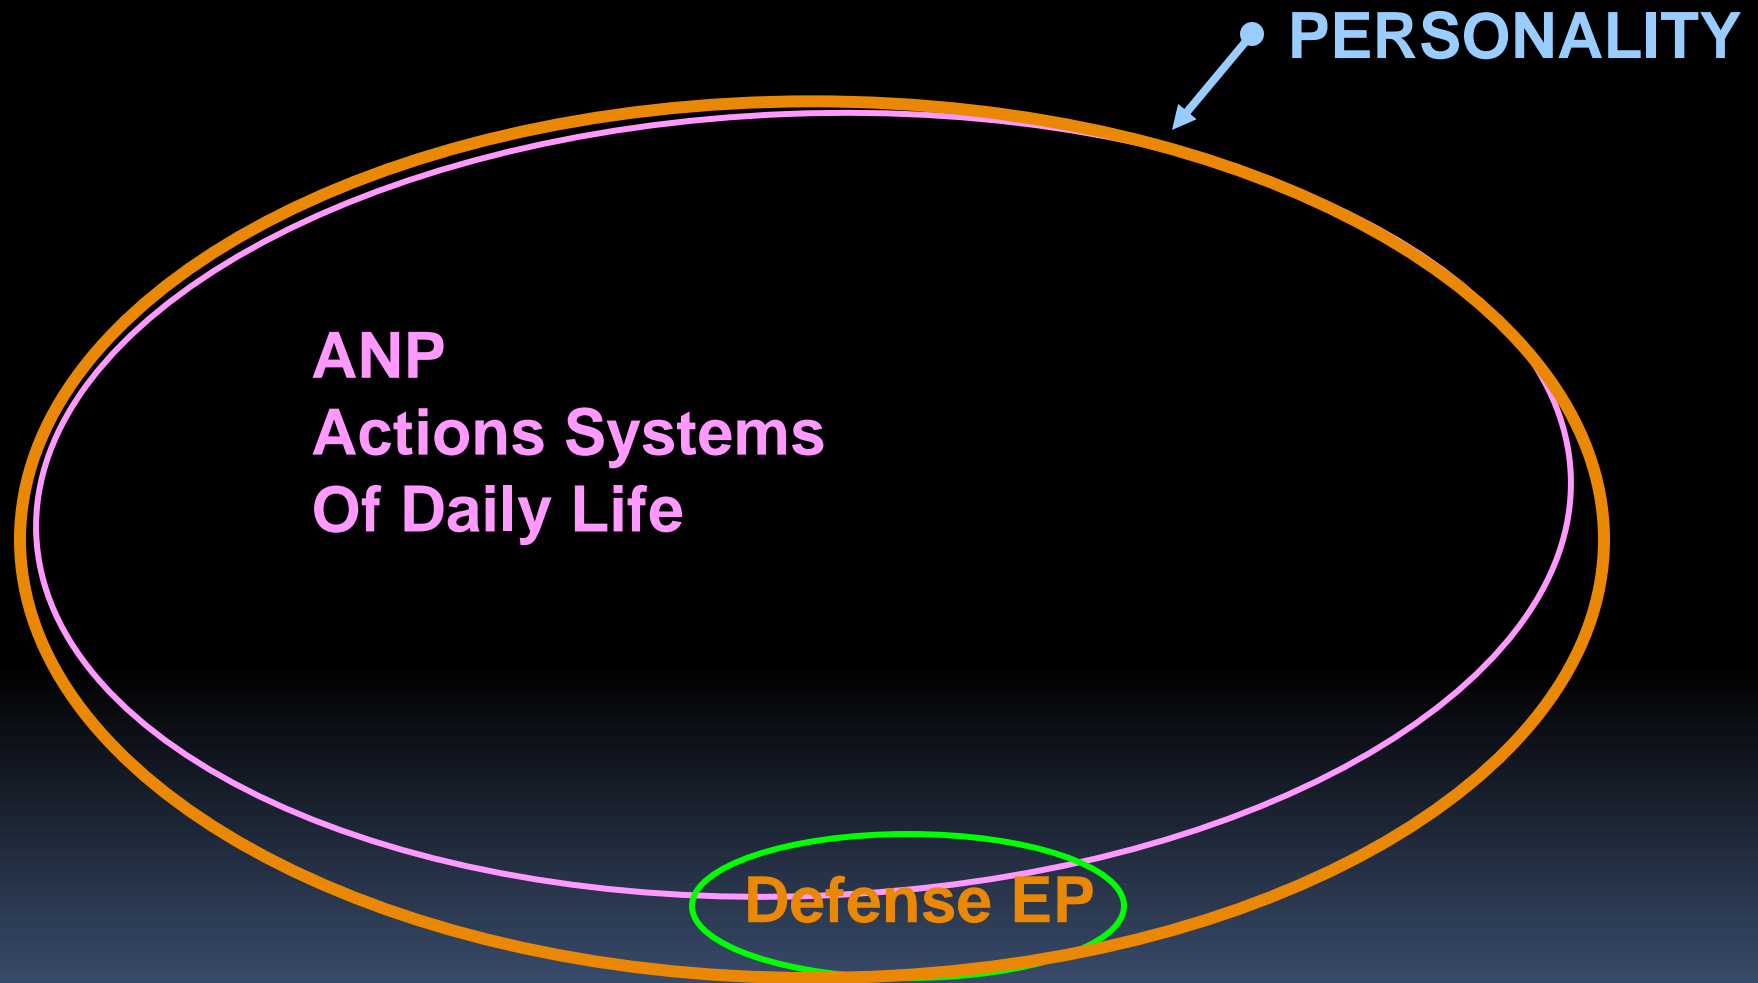 PERSONALITY
ANP
Actions Systems
Of Daily Life
Defense EP